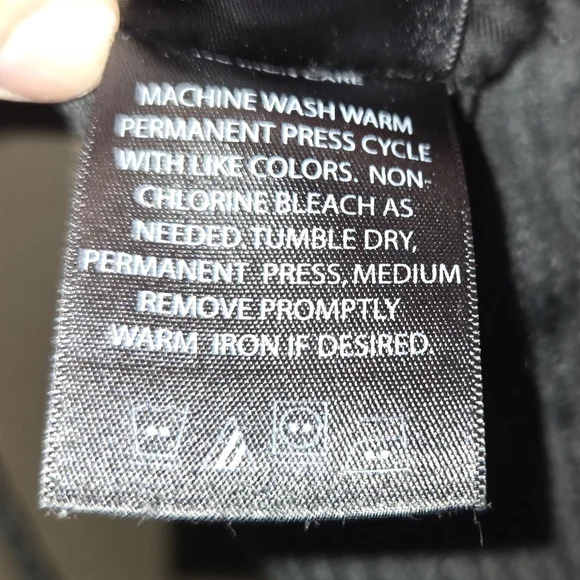 CARE
MACHINE WASH WARM
PERMANENT PRESS CYCLE
WITH LIKE COLORS. NON-
CHLORINE BLEACH AS
NEEDED. TUMBLE DRY,
PERMANENT PRESS, MEDIUM
REMOVE PROMPTLY
WARM IRON IF DESIRED.